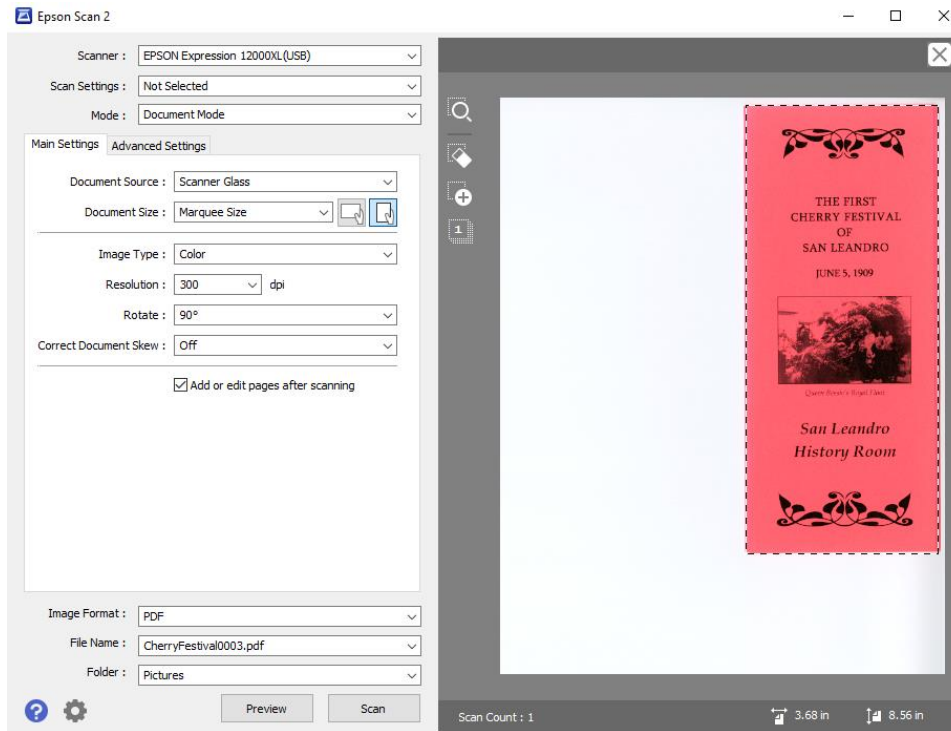 Epson Scan 2
Scanner : EPSON Expression 12000XL(USB)
Scan Settings : Not Selected
Mode : Document Mode
Main Settings Advanced Settings
Document Source : Scanner Glass
Document Size : Marquee Size
Image Type : Color
Resolution : 300 dpi
Rotate : 90°
Correct Document Skew : Off
Add or edit pages after scanning
Image Format : PDF
File Name : CherryFestival0003.pdf
Folder : Pictures
? Preview Scan
1
THE FIRST
CHERRY FESTIVAL
OF
SAN LEANDRO
JUNE 5, 1909
San Leandro
History Room
Scan Count : 1 3.68 in 8.56 in